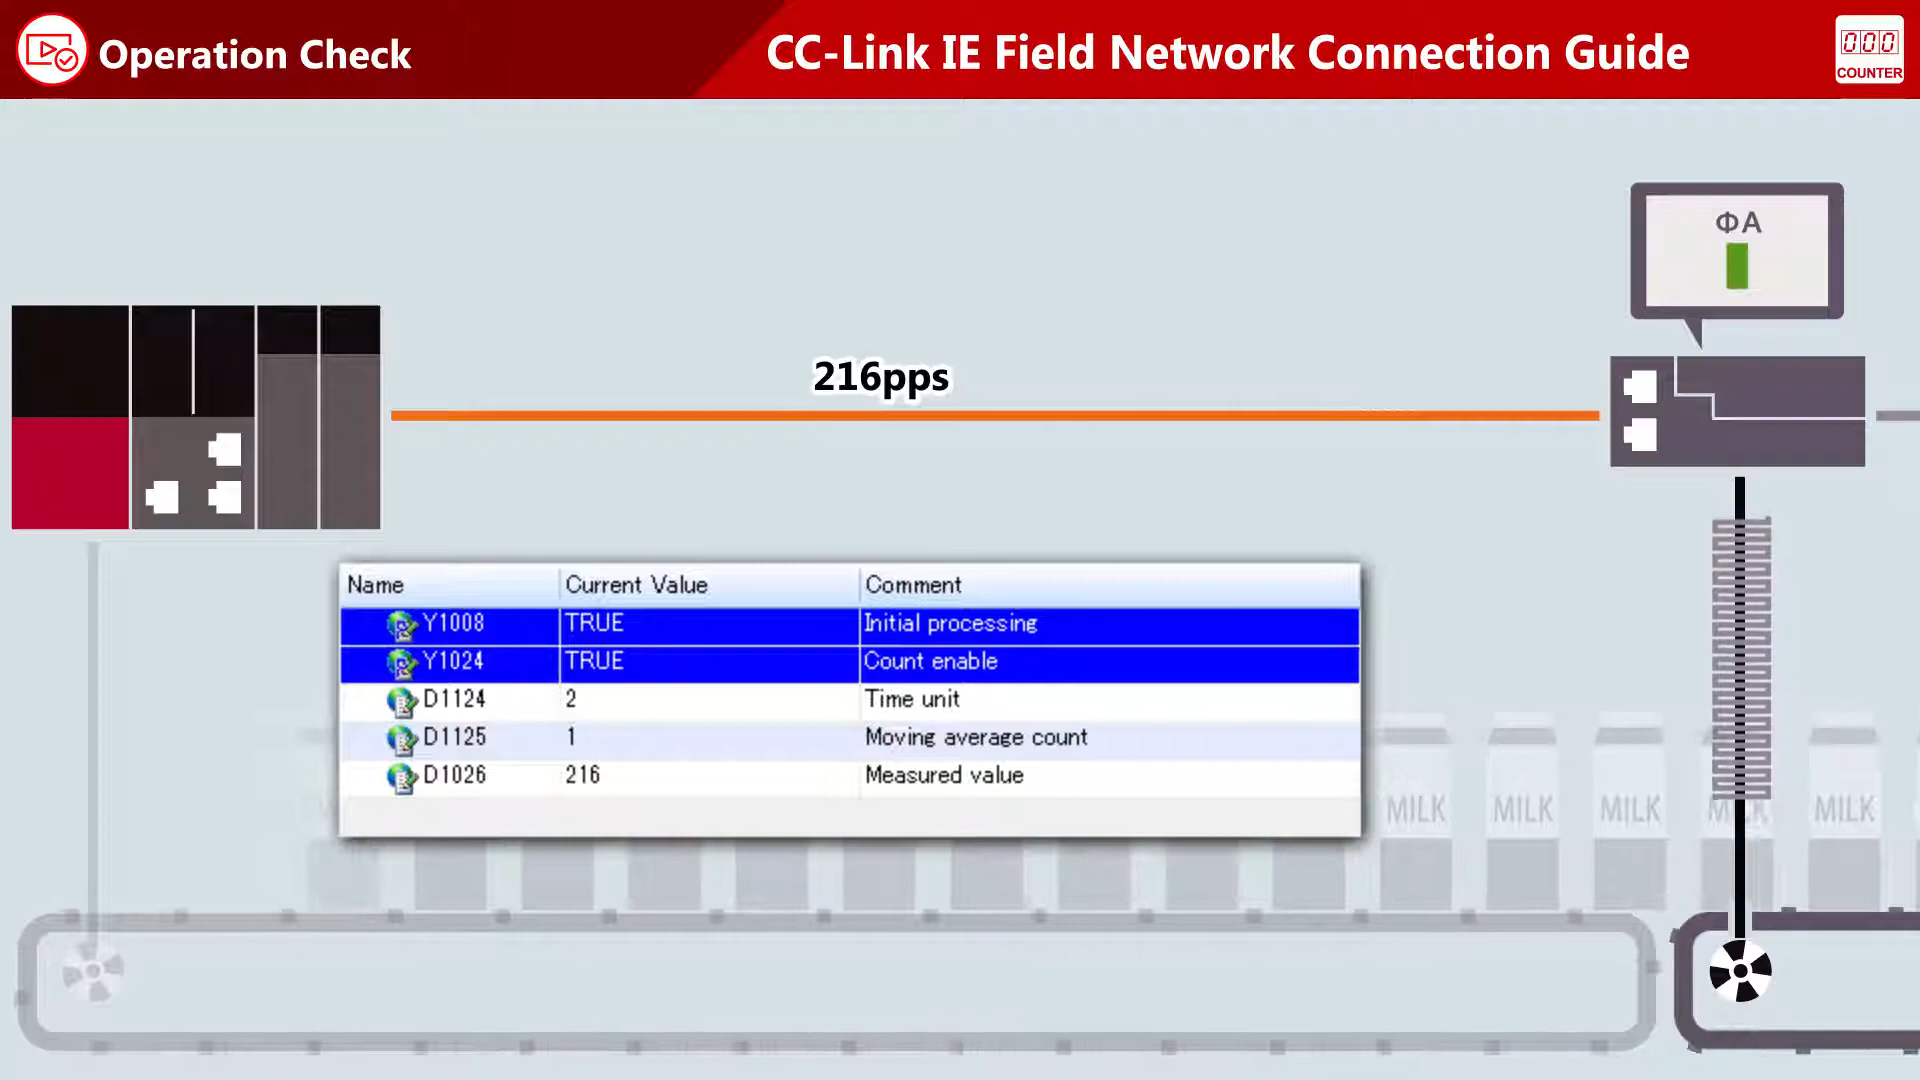 Operation Check
CC-Link IE Field Network Connection Guide
000
COUNTER
ΦA
216pps
Name Current Value Comment
Y1008 TRUE Initial processing
Y1024 TRUE Count enable
D1124 2 Time unit
D1125 1 Moving average count
D1026 216 Measured value
MILK MILK MILK MILK MILK